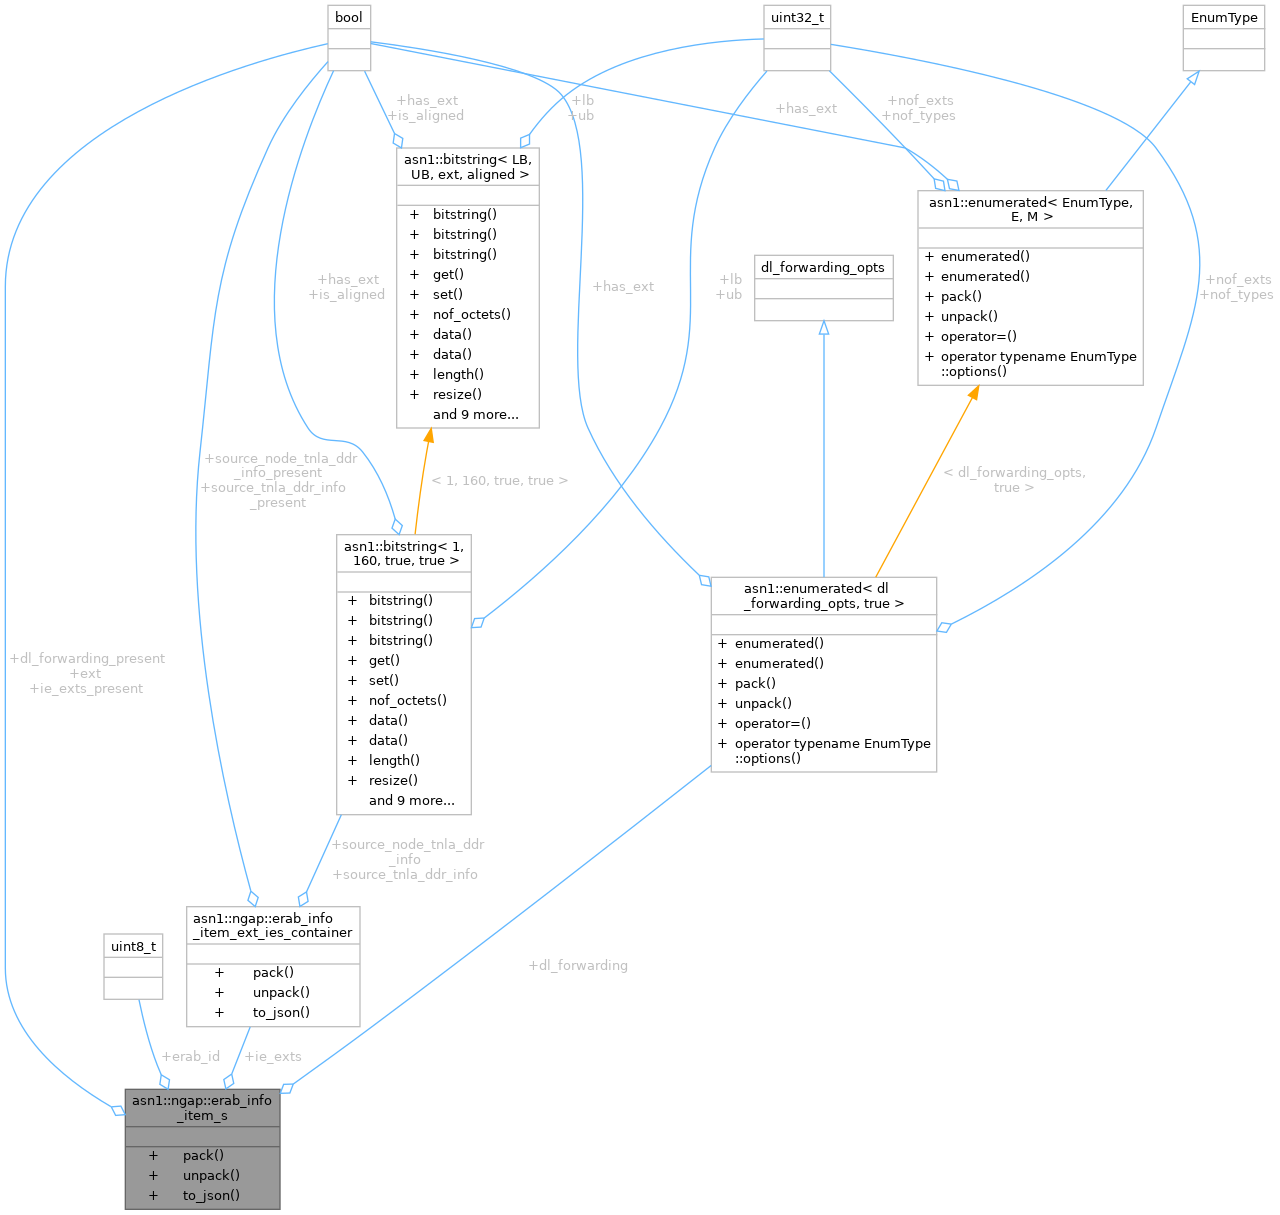 bool
uint32_t
EnumType
+has_ext
+is_aligned
+lb
+ub
+has_ext
+nof_exts
+nof_types
asn1::bitstring< LB,
UB, ext, aligned >
+ bitstring()
+ bitstring()
+ bitstring()
+ get()
+ set()
+ nof_octets()
+ data()
+ data()
+ length()
+ resize()
and 9 more...
asn1::enumerated< EnumType,
E, M >
+ enumerated()
+ enumerated()
+ pack()
+ unpack()
+ operator=()
+ operator typename EnumType
::options()
dl_forwarding_opts
+has_ext
+is_aligned
+has_ext
+lb
+ub
+nof_exts
+nof_types
+source_node_tnla_ddr
_info_present
+source_tnla_ddr_info
_present
< 1, 160, true, true >
< dl_forwarding_opts,
true >
asn1::bitstring< 1,
160, true, true >
+ bitstring()
+ bitstring()
+ bitstring()
+ get()
+ set()
+ nof_octets()
+ data()
+ data()
+ length()
+ resize()
and 9 more...
asn1::enumerated< dl
_forwarding_opts, true >
+ enumerated()
+ enumerated()
+ pack()
+ unpack()
+ operator=()
+ operator typename EnumType
::options()
+dl_forwarding_present
+ext
+ie_exts_present
+source_node_tnla_ddr
_info
+source_tnla_ddr_info
asn1::ngap::erab_info
_item_ext_ies_container
+ pack()
+ unpack()
+ to_json()
uint8_t
+dl_forwarding
+erab_id
+ie_exts
asn1::ngap::erab_info
_item_s
+ pack()
+ unpack()
+ to_json()